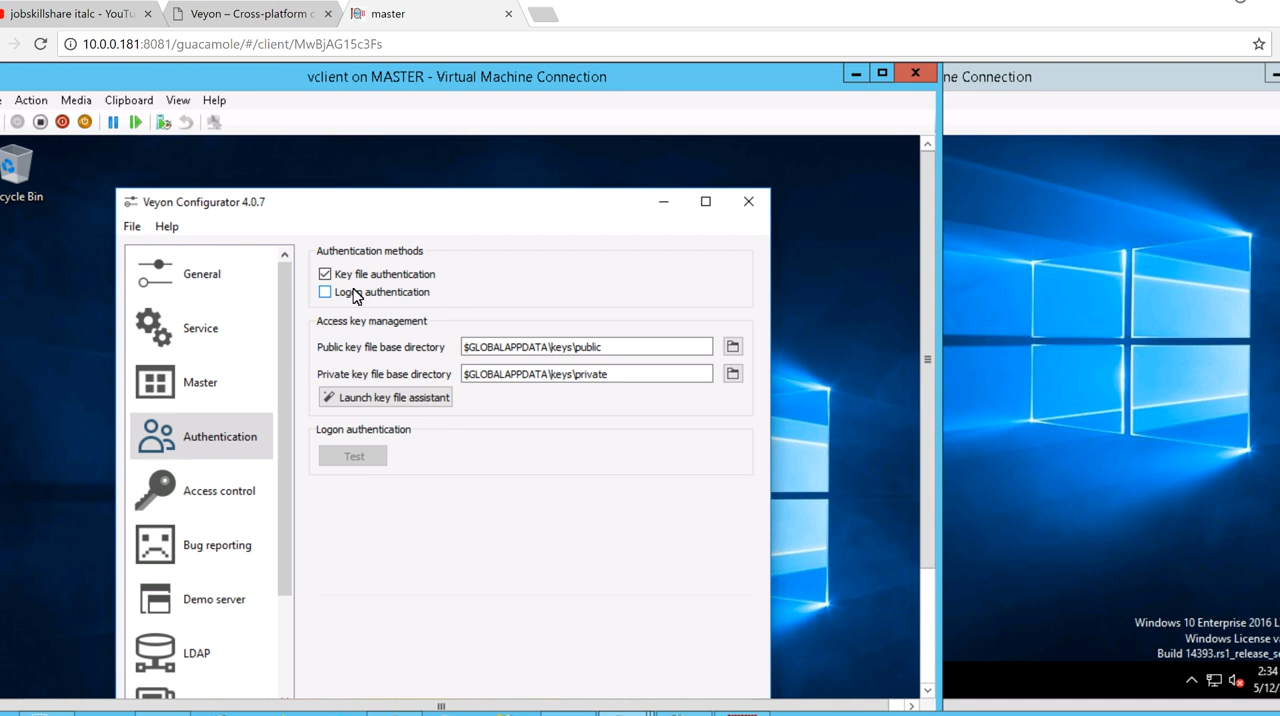 jobskillshare italc - YouTu
Veyon – Cross-platform c
master
10.0.0.181:8081/guacamole/#/client/MwBjAG15c3Fs
vclient on MASTER - Virtual Machine Connection
ne Connection
Action Media Clipboard View Help
cycle Bin
Veyon Configurator 4.0.7
File Help
General
Service
Master
Authentication
Access control
Bug reporting
Demo server
LDAP
Authentication methods
Key file authentication
Logon authentication
Access key management
Public key file base directory $GLOBALAPPDATA\keys\public
Private key file base directory $GLOBALAPPDATA\keys\private
Launch key file assistant
Logon authentication
Test
Windows 10 Enterprise 2016 L
Windows License v
Build 14393.rs1_release_s
2:34
5/12/